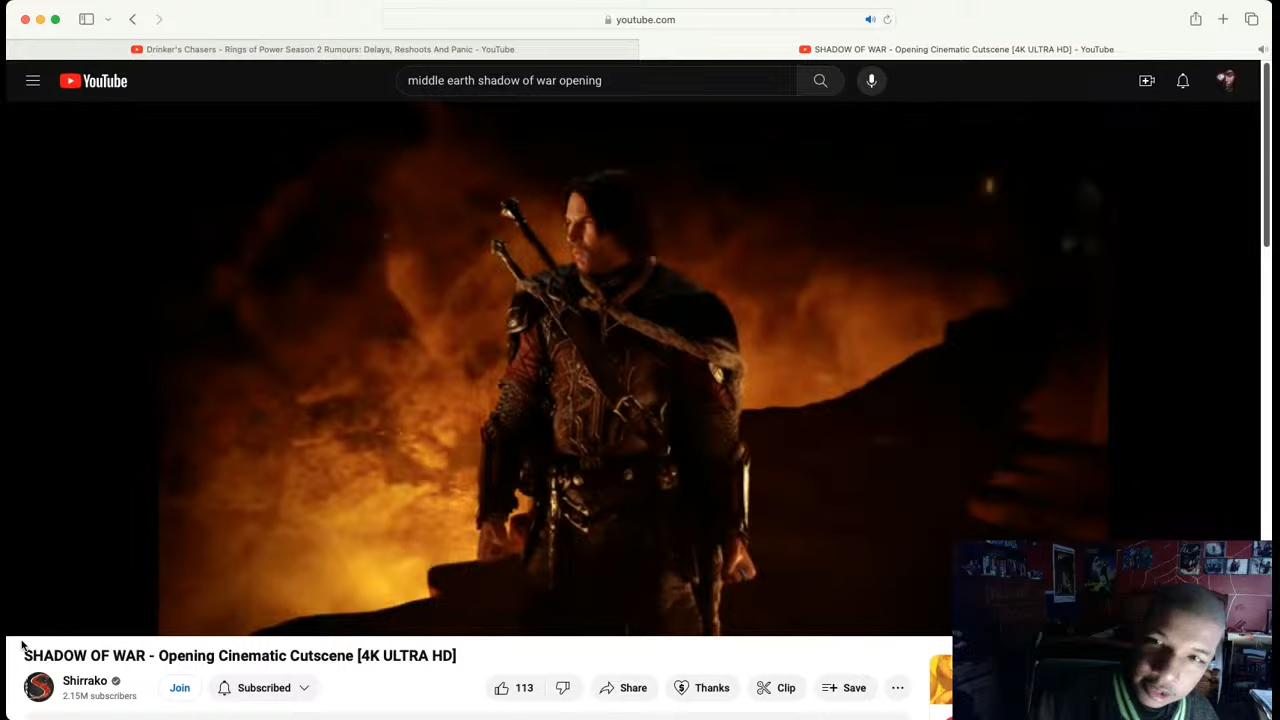 youtube.com
Drinker's Chasers - Rings of Power Season 2 Rumours: Delays, Reshoots And Panic - YouTube
SHADOW OF WAR - Opening Cinematic Cutscene [4K ULTRA HD] - YouTube
YouTube
middle earth shadow of war opening
SHADOW OF WAR - Opening Cinematic Cutscene [4K ULTRA HD]
Shirrako
2.15M subscribers
Join
Subscribed
113
Share
Thanks
Clip
Save